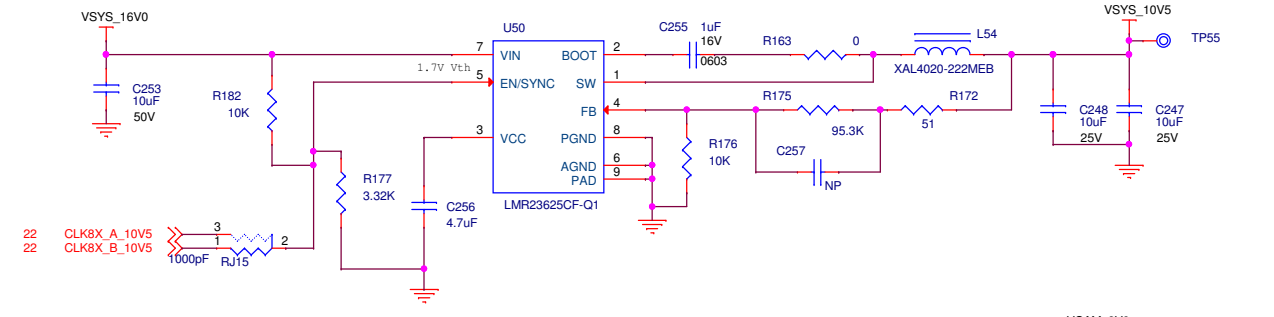 VSYS_16V0
VSYS_10V5
U50
C255
1uF
16V
0603
R163
0
L54
XAL4020-222MEB
TP55
7
VIN
BOOT
2
1.7V Vth
5
EN/SYNC
SW
1
FB
4
3
VCC
PGND
8
AGND
6
PAD
9
LMR23625CF-Q1
C253
10uF
50V
R182
10K
R177
3.32K
C256
4.7uF
R175
95.3K
R172
51
R176
10K
C257
NP
C248
10uF
25V
C247
10uF
25V
22 CLK8X_A_10V5
3
22 CLK8X_B_10V5
1
2
1000pF
RJ15